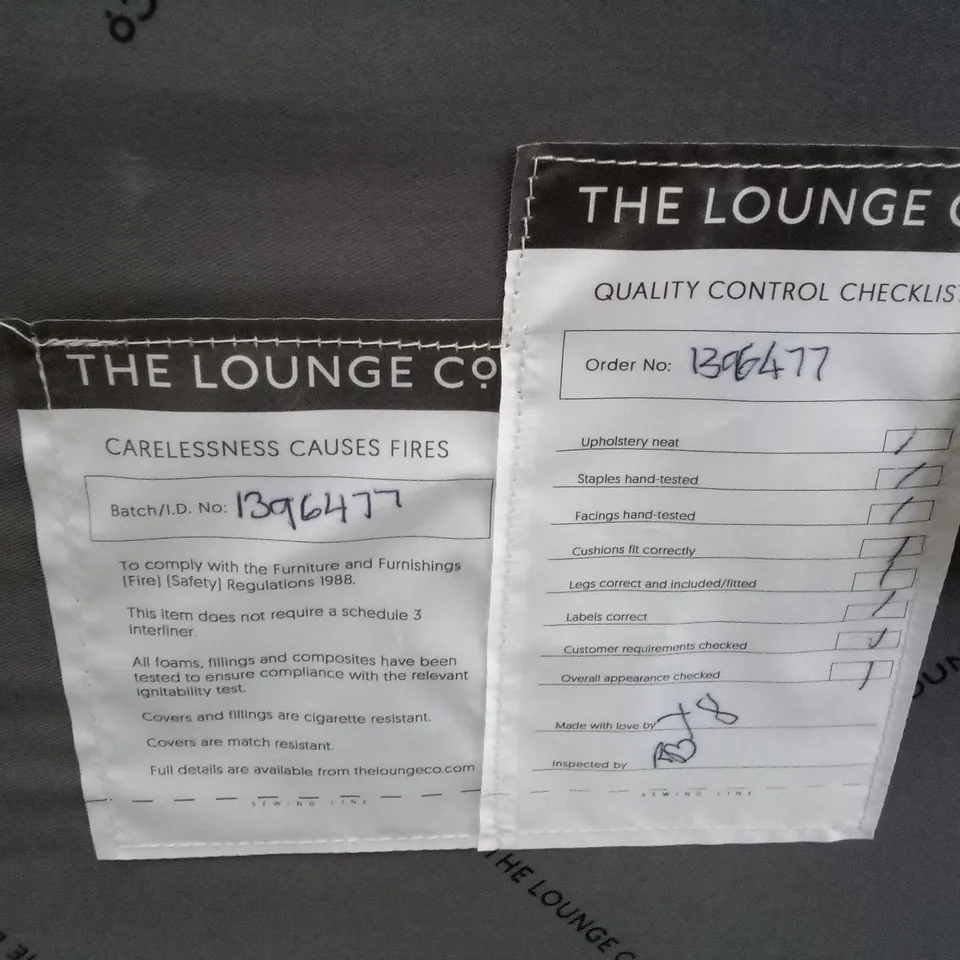 THE LOUNGE Cº
CARELESSNESS CAUSES FIRES
Batch/I.D. No: 1396477
To comply with the Furniture and Furnishings
(Fire) (Safety) Regulations 1988.
This item does not require a schedule 3
interliner.
All foams, fillings and composites have been
tested to ensure compliance with the relevant
ignitability test.
Covers and fillings are cigarette resistant.
Covers are match resistant.
Full details are available from theloungeco.com
SEWING LINE
THE LOUNGE C
QUALITY CONTROL CHECKLIST
Order No: 1396477
Upholstery neat
Staples hand-tested
Facings hand-tested
Cushions fit correctly
Legs correct and included/fitted
Labels correct
Customer requirements checked
Overall appearance checked
Made with love by
Inspected by
SEWING LINE
THE LOUNGE C